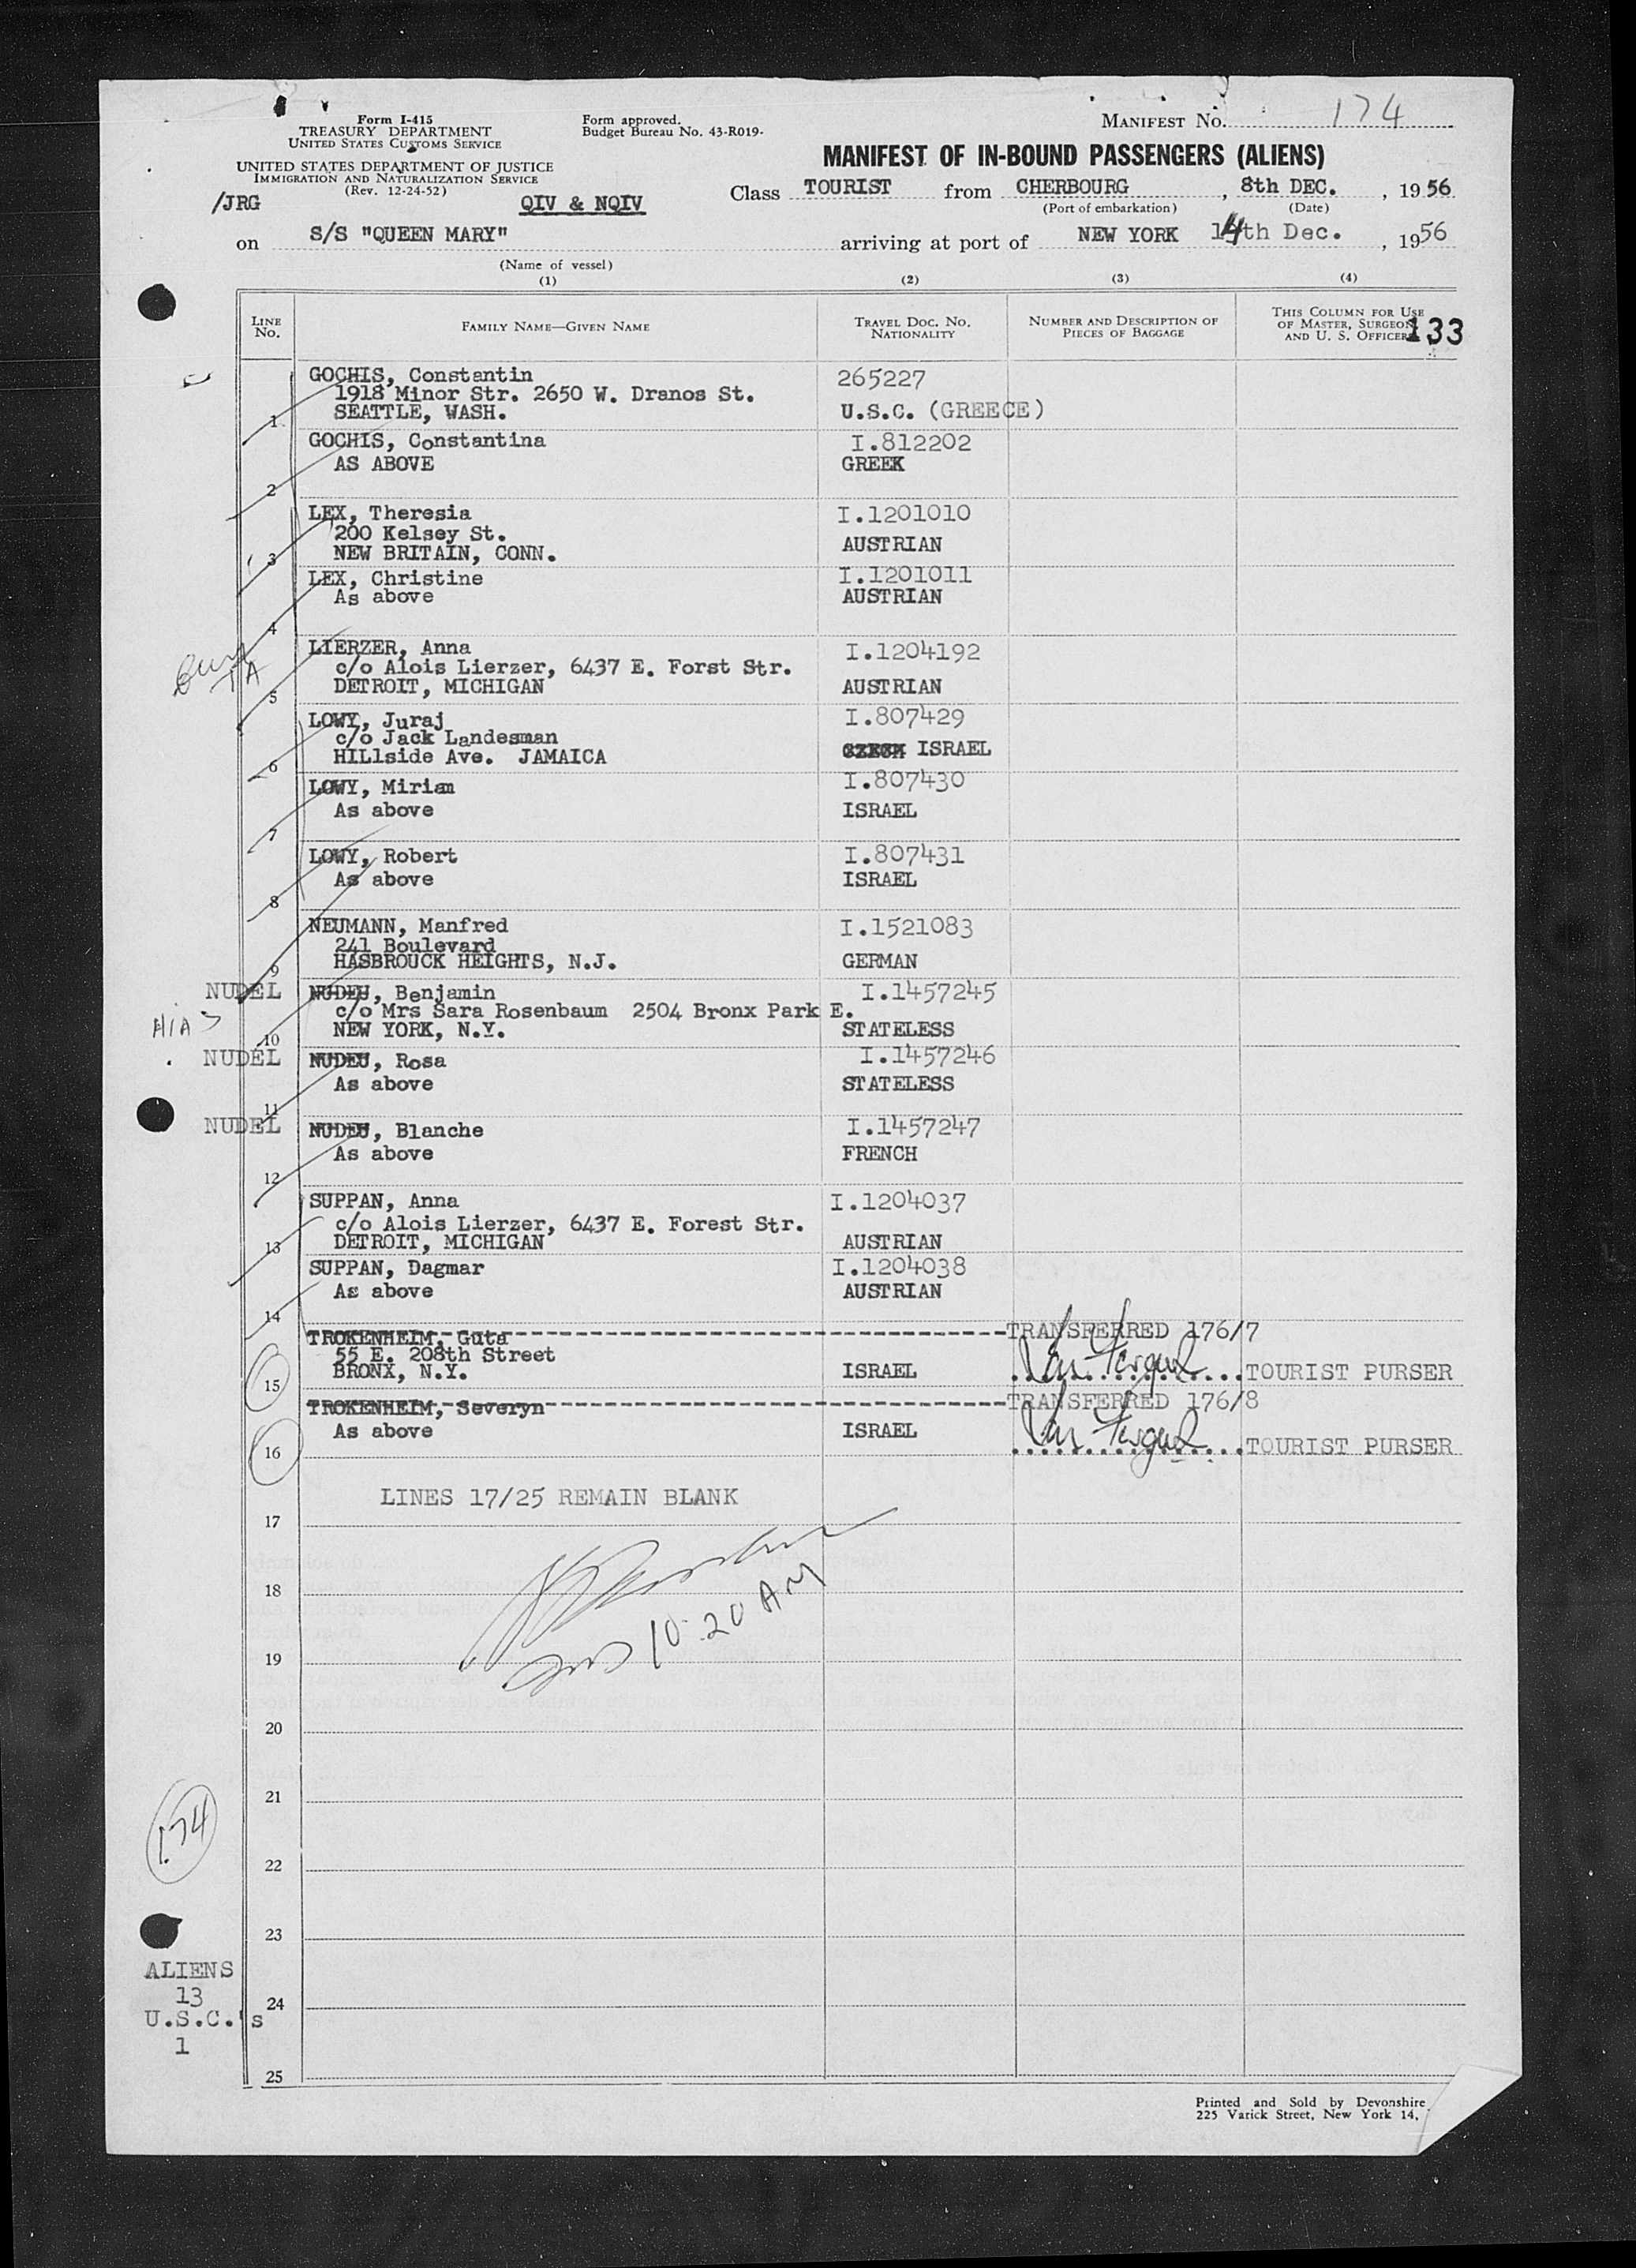 Form I-415
TREASURY DEPARTMENT
UNITED STATES CUSTOMS SERVICE
UNITED STATES DEPARTMENT OF JUSTICE
IMMIGRATION AND NATURALIZATION SERVICE
(Rev. 12-24-52)
Form approved.
Budget Bureau No. 43-R019-
MANIFEST NO. 174
MANIFEST OF IN-BOUND PASSENGERS (ALIENS)
/JRG QIV & NQIV
Class TOURIST from CHERBOURG, 8th DEC., 1956
(Port of embarkation) (Date)
on S/S "QUEEN MARY" arriving at port of NEW YORK 14th Dec., 1956
(Name of vessel)
(1) (2) (3) (4)
LINE No. FAMILY NAME—GIVEN NAME TRAVEL DOC. NO. NATIONALITY NUMBER AND DESCRIPTION OF PIECES OF BAGGAGE THIS COLUMN FOR USE OF MASTER, SURGEON AND U. S. OFFICERS
133
GOCHIS, Constantin 265227
1918 Minor Str. 2650 W. Dranos St.
1 SEATTLE, WASH. U.S.C. (GREECE)
GOCHIS, Constantina I.812202
AS ABOVE GREEK
2
LEX, Theresia I.1201010
200 Kelsey St.
3 NEW BRITAIN, CONN. AUSTRIAN
LEX, Christine I.1201011
As above AUSTRIAN
4
LIERZER, Anna I.1204192
c/o Alois Lierzer, 6437 E. Forst Str.
5 DETROIT, MICHIGAN AUSTRIAN
LOWY, Juraj I.807429
c/o Jack Landesman
6 HILlside Ave. JAMAICA CZECH ISRAEL
LOWY, Miriam I.807430
As above ISRAEL
7
LOWY, Robert I.807431
As above ISRAEL
8
NEUMANN, Manfred I.1521083
241 Boulevard
9 HASBROUCK HEIGHTS, N.J. GERMAN
NUDEL NUDEU, Benjamin I.1457245
c/o Mrs Sara Rosenbaum 2504 Bronx Park E.
HIAS
10 NEW YORK, N.Y. STATELESS
NUDEL NUDEU, Rosa I.1457246
As above STATELESS
11
NUDEL NUDEU, Blanche I.1457247
As above FRENCH
12
SUPPAN, Anna I.1204037
c/o Alois Lierzer, 6437 E. Forest Str.
13 DETROIT, MICHIGAN AUSTRIAN
SUPPAN, Dagmar I.1204038
As above AUSTRIAN
14
TROKENHEIM, Guta TRANSFERRED 176/7
55 E. 208th Street
15 BRONX, N.Y. ISRAEL TOURIST PURSER
TROKENHEIM, Severyn TRANSFERRED 176/8
As above ISRAEL
16 TOURIST PURSER
LINES 17/25 REMAIN BLANK
17
18
10:20 AM
19
20
21
174
22
23
ALIENS
13
24
U.S.C.'s
1
25
Printed and Sold by Devonshire
225 Varick Street, New York 14,